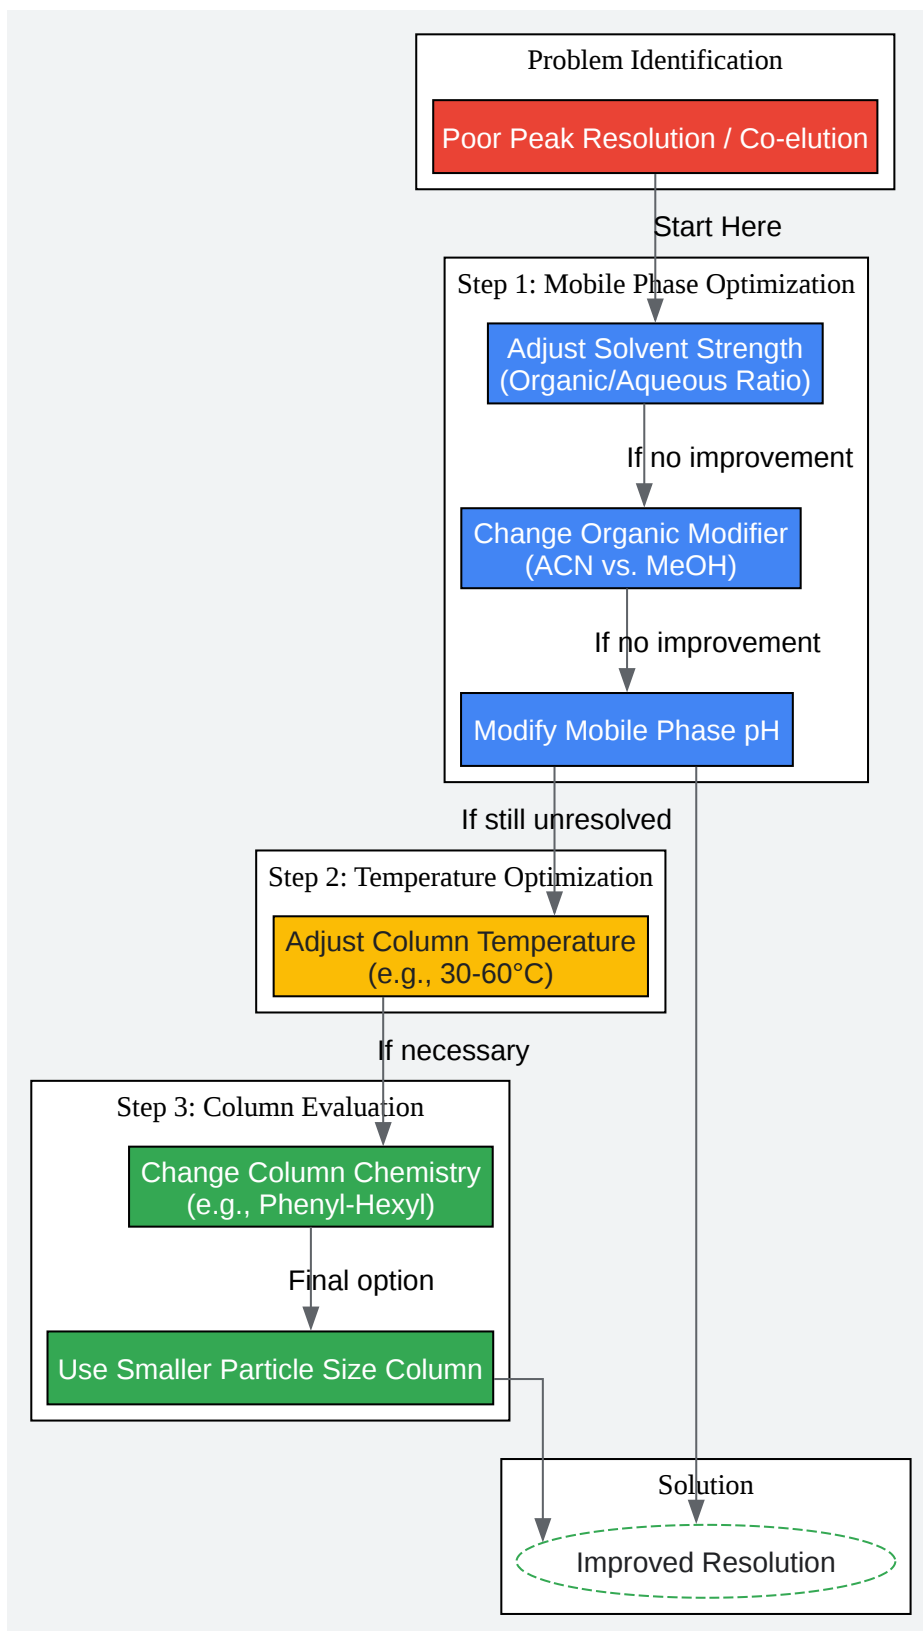 Problem Identification
Poor Peak Resolution / Co-elution
Start Here
Step 1: Mobile Phase Optimization
Adjust Solvent Strength
(Organic/Aqueous Ratio)
If no improvement
Change Organic Modifier
(ACN vs. MeOH)
If no improvement
Modify Mobile Phase pH
If still unresolved
Step 2: Temperature Optimization
Adjust Column Temperature
(e.g., 30-60°C)
If necessary
Step 3: Column Evaluation
Change Column Chemistry
(e.g., Phenyl-Hexyl)
Final option
Use Smaller Particle Size Column
Solution
Improved Resolution